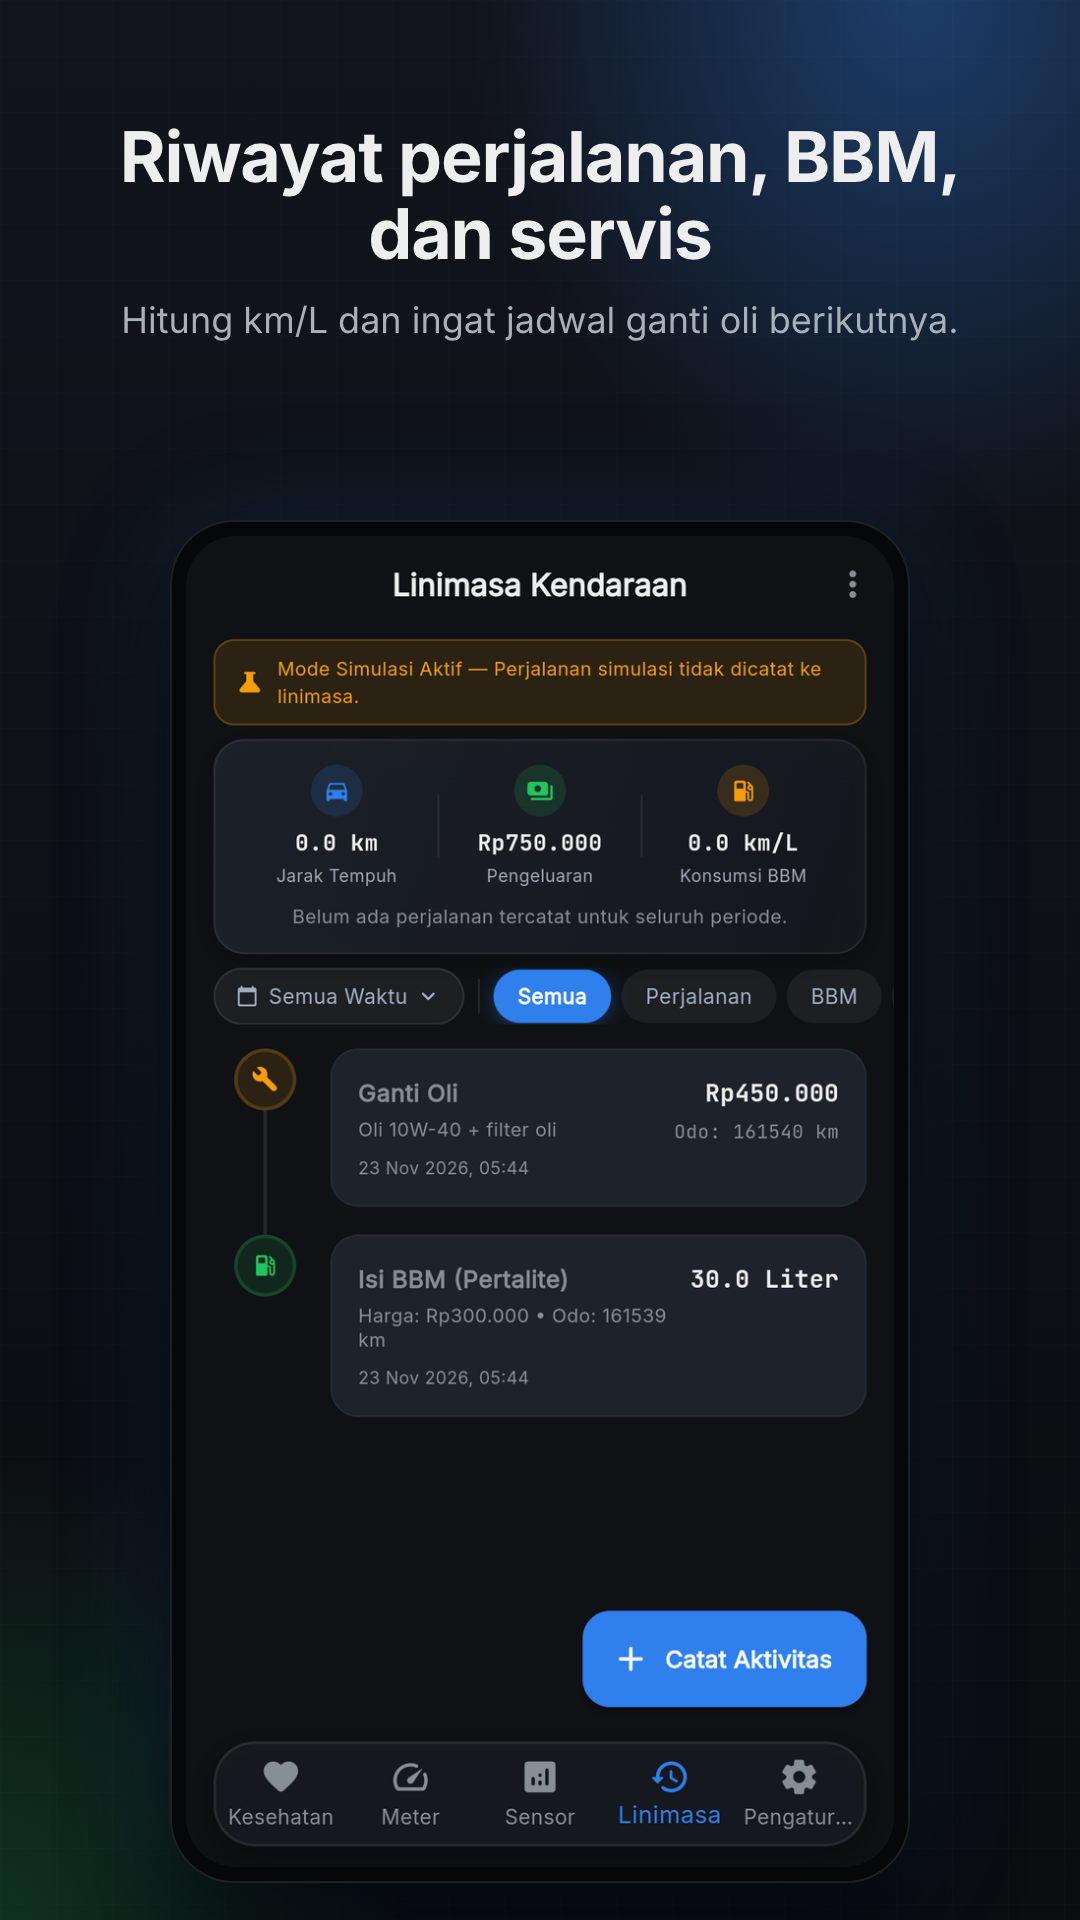 Riwayat perjalanan, BBM,
dan servis
Hitung km/L dan ingat jadwal ganti oli berikutnya.
Linimasa Kendaraan
Mode Simulasi Aktif — Perjalanan simulasi tidak dicatat ke
linimasa.
0.0 km
Jarak Tempuh
Rp750.000
Pengeluaran
0.0 km/L
Konsumsi BBM
Belum ada perjalanan tercatat untuk seluruh periode.
Semua Waktu
Semua
Perjalanan
BBM
Ganti Oli
Rp450.000
Oli 10W-40 + filter oli
Odo: 161540 km
23 Nov 2026, 05:44
Isi BBM (Pertalite)
30.0 Liter
Harga: Rp300.000 • Odo: 161539
km
23 Nov 2026, 05:44
Catat Aktivitas
Kesehatan
Meter
Sensor
Linimasa
Pengatur...